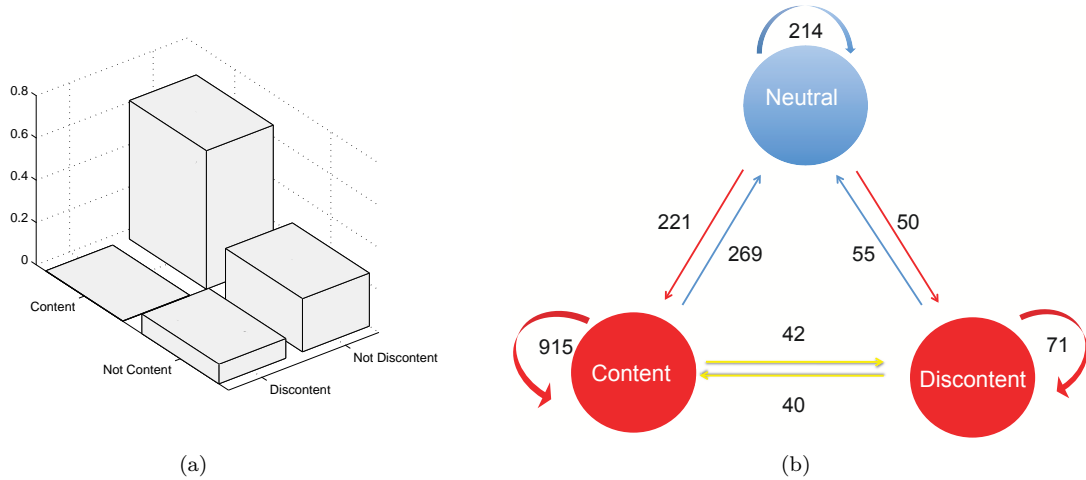 0.8
0.6
0.4
0.2
0
Content
Not Content
Discontent
Not Discontent
(a)
214
Neutral
221
269
50
55
915
Content
42
40
Discontent
71
(b)